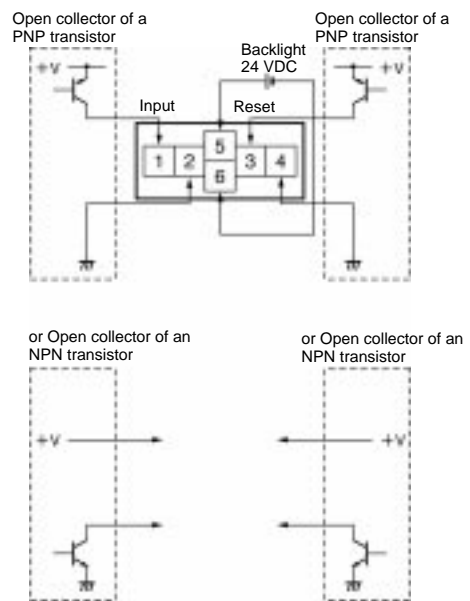 Open collector of a
PNP transistor
Open collector of a
PNP transistor
Backlight
24 VDC
+V
+V
Input
Reset
5
1 2 3 4
6
or Open collector of an
NPN transistor
or Open collector of an
NPN transistor
+V
+V